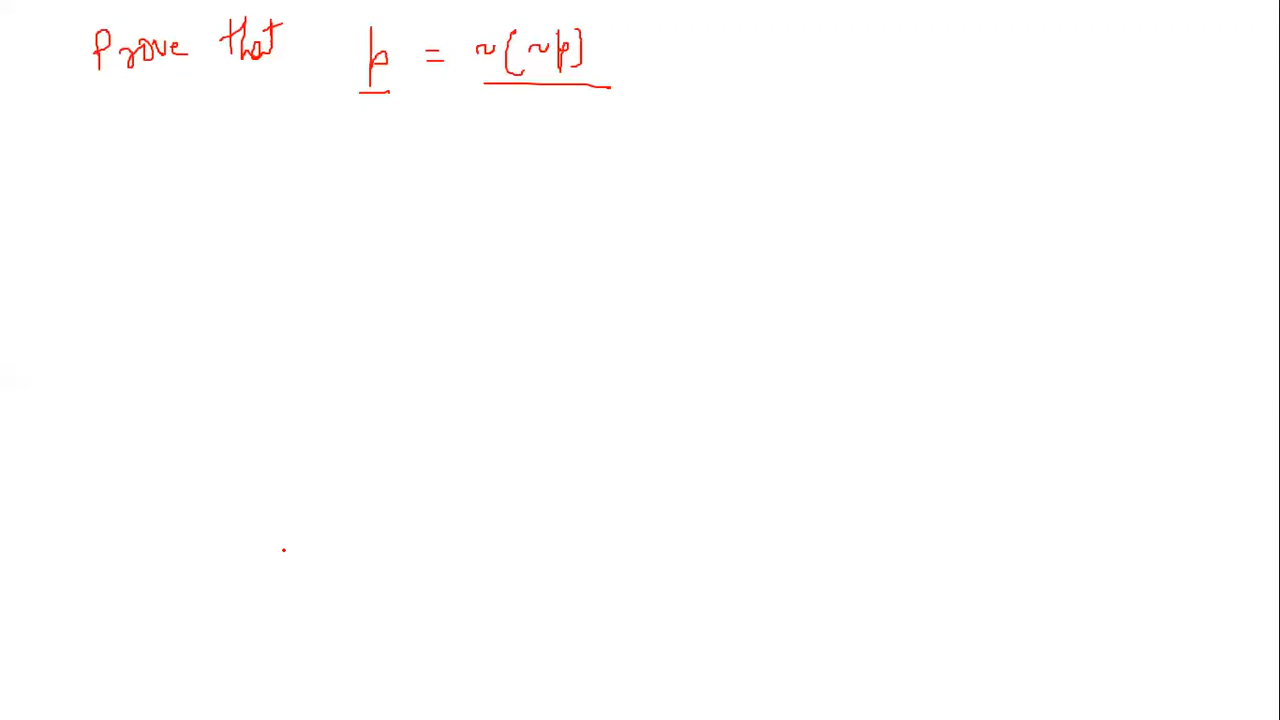 Prove that p = ~(~p)